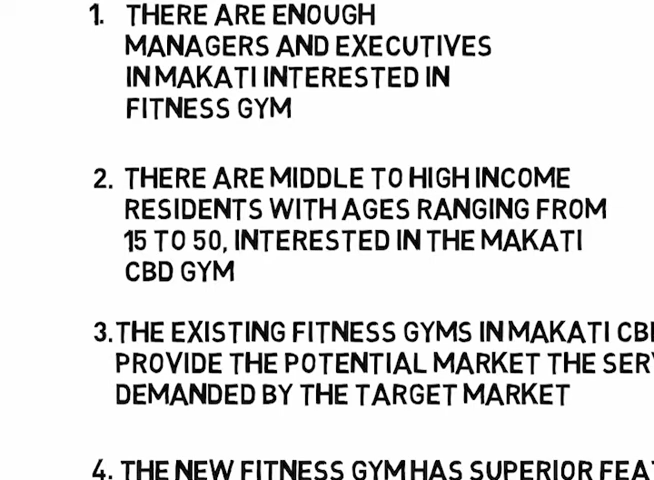 1. THERE ARE ENOUGH
MANAGERS AND EXECUTIVES
IN MAKATI INTERESTED IN
FITNESS GYM
2. THERE ARE MIDDLE TO HIGH INCOME
RESIDENTS WITH AGES RANGING FROM
15 TO 50, INTERESTED IN THE MAKATI
CBD GYM
3. THE EXISTING FITNESS GYMS IN MAKATI
PROVIDE THE POTENTIAL MARKET THE
DEMANDED BY THE TARGET MARKET
4. THE NEW FITNESS GYM HAS SUPERIOR